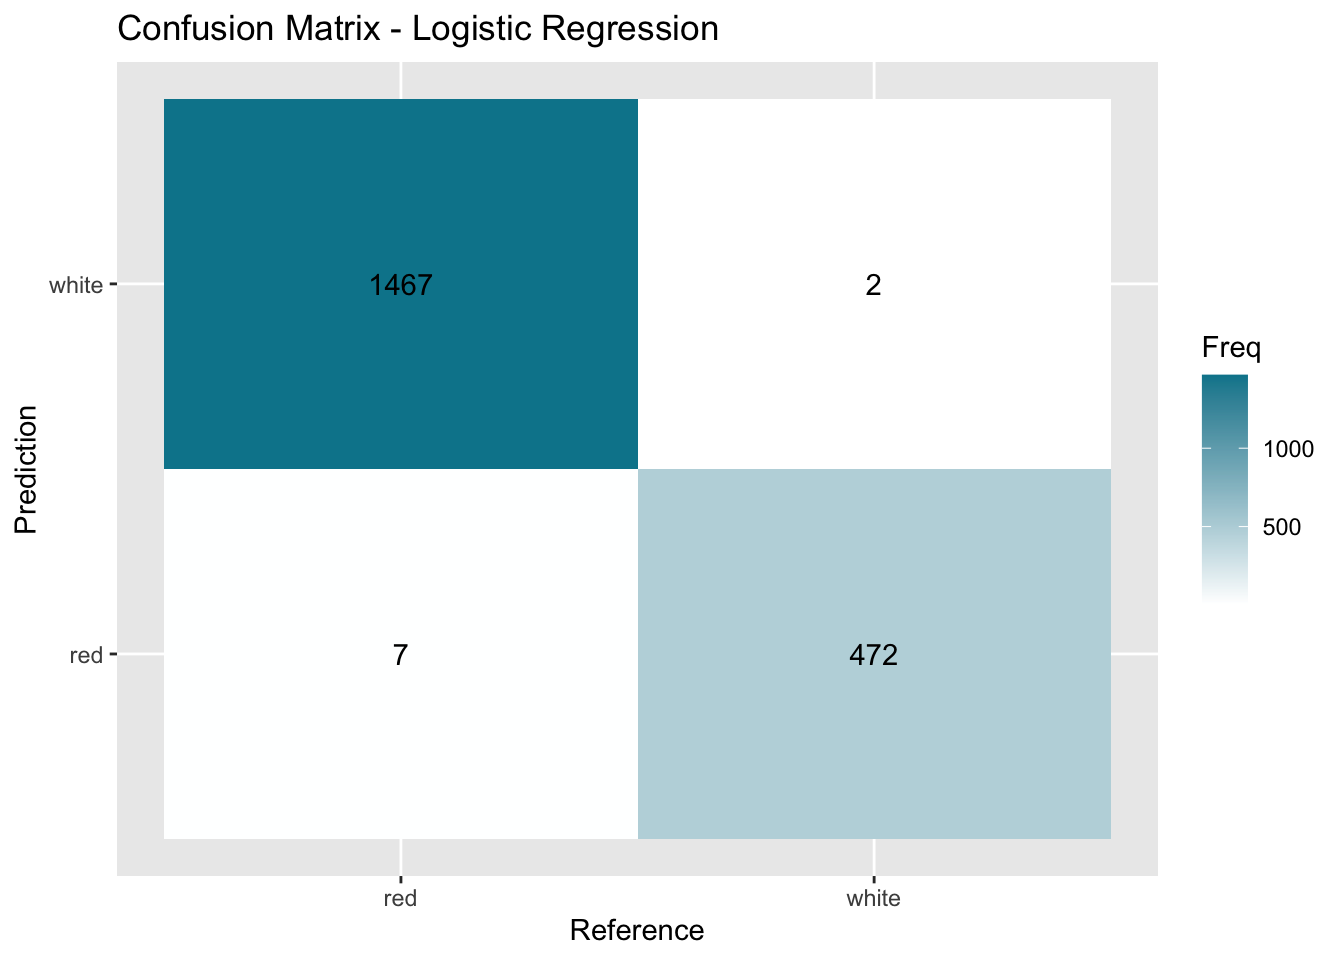 Confusion Matrix - Logistic Regression
white
1467
2
red
7
472
red
white
Reference
Prediction
Freq
1000
500